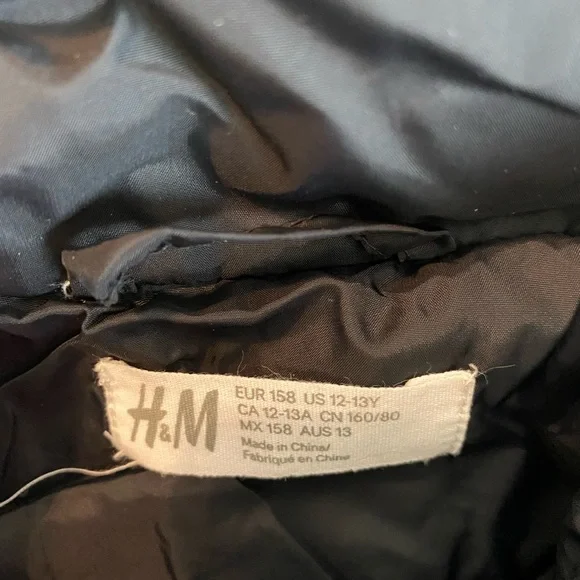 H&M
EUR 158 US 12-13Y
CA 12-13A CN 160/80
MX 158 AUS 13
Made in China/
Fabriqué en Chine